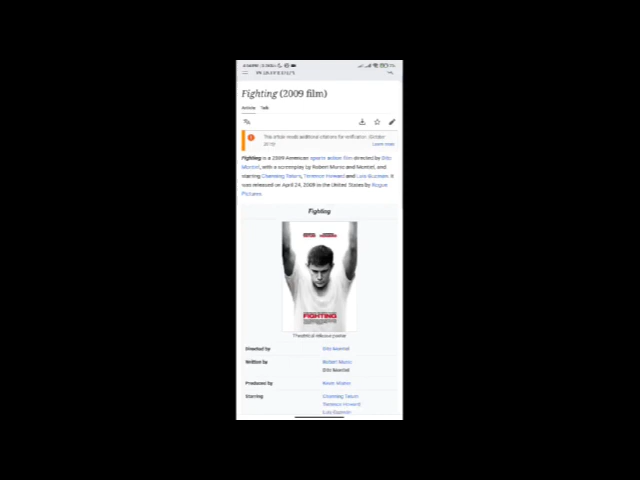 Fighting (2009 film)
Article Talk
This article needs additional citations for verification. (October
Learn more
Fighting is a 2009 American sports action film directed by Dito
Montiel, with a screenplay by Robert Munic and Montiel, and
starring Channing Tatum, Terrence Howard and Luis Guzman. It
was released on April 24, 2009 in the United States by Rogue
Pictures.
Fighting
FIGHTING
Theatrical release poster
Directed by Dito Montiel
Written by Robert Munic
Dito Montiel
Produced by Kevin Misher
Starring Channing Tatum
Terrence Howard
Luis Guzman